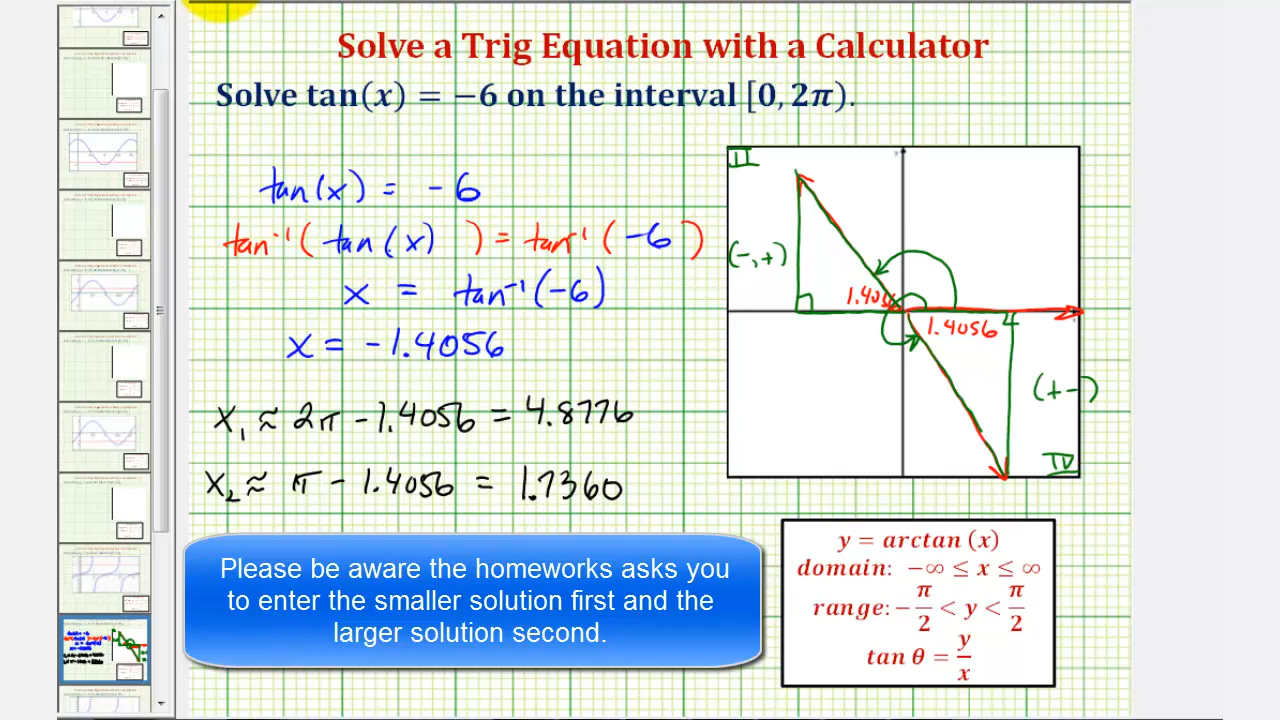 Solve a Trig Equation with a Calculator
Solve tan(x) = −6 on the interval [0, 2π).
tan(x) = -6
tan⁻¹( tan(x) ) = tan⁻¹( -6 )
x = tan⁻¹(-6)
x = -1.4056
x₁ ≈ 2π - 1.4056 = 4.8776
x₂ ≈ π - 1.4056 = 1.7360
II
(-,+)
1.4056
1.4056
(+ -)
IV
Please be aware the homeworks asks you
to enter the smaller solution first and the
larger solution second.
y = arctan (x)
domain: −∞ ≤ x ≤ ∞
range: −π/2 < y < π/2
tan θ = y/x